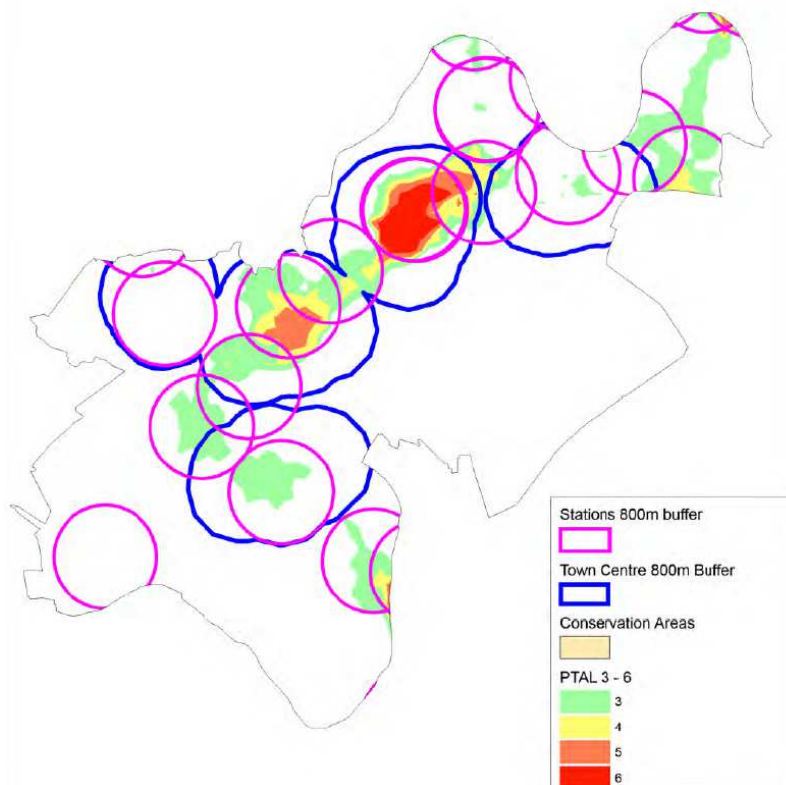 Stations 800m buffer
Town Centre 800m Buffer
Conservation Areas
PTAL 3 - 6
3
4
5
6